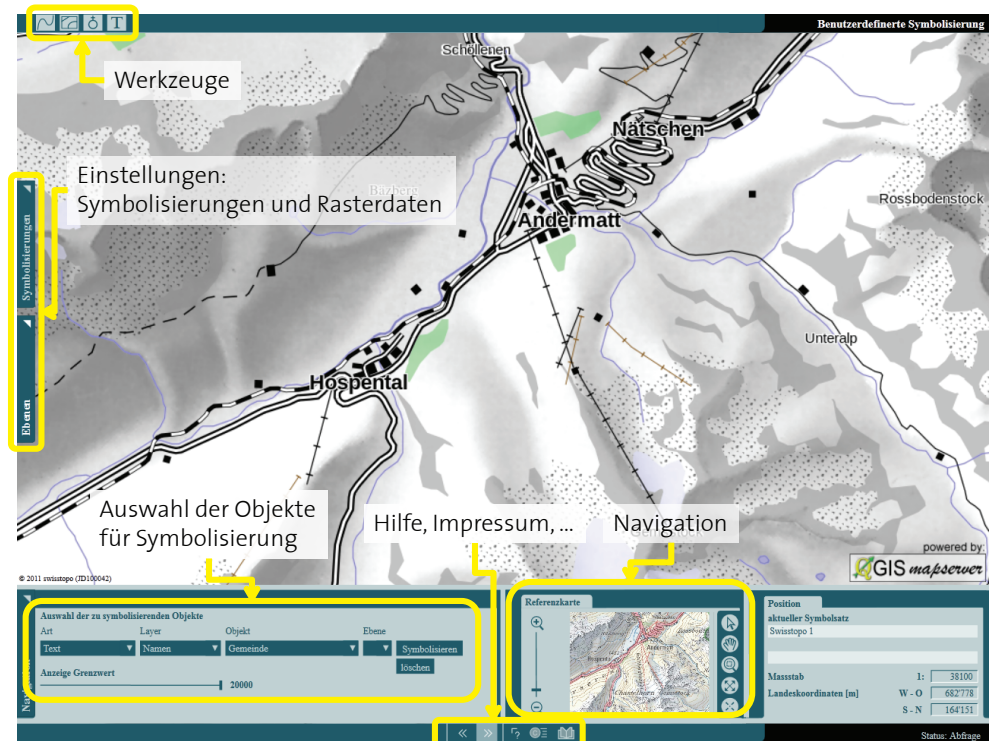 T
Benutzerdefinierte Symbolisierung
Schöllenen
Werkzeuge
Nätschen
Einstellungen:
Symbolisierungen und Rasterdaten
Rossbodenstock
Andermatt
Symbolisierungen
Unteralp
Hospental
Ebenen
Auswahl der Objekte
für Symbolisierung
Hilfe, Impressum, ...
Navigation
powered by:
QGIS mapserver
© 2011 swisstopo (JD100042)
Auswahl der zu symbolisierenden Objekte
Art
Layer
Objekt
Ebene
Text
Namen
Gemeinde
Symbolisieren
löschen
Anzeige Grenzwert
20000
Referenzkarte
Andermatt
Hospental
Position
aktueller Symbolsatz
Swisstopo 1
Massstab
1:
38100
Landeskoordinaten [m]
W - O
682'778
S - N
164'151
Status: Abfrage